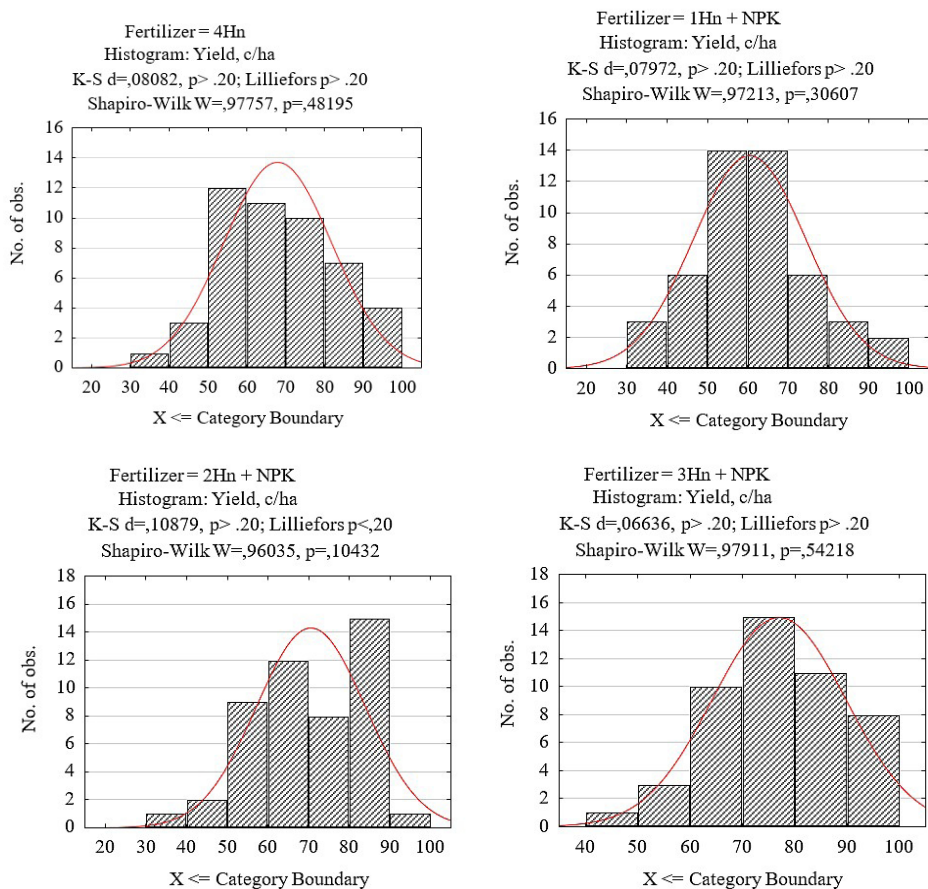 Fertilizer = 4Hn
Histogram: Yield, c/ha
K-S d=,08082, p> .20; Lilliefors p> .20
Shapiro-Wilk W=,97757, p=,48195
16
14
12
10
8
6
4
2
0
No. of obs.
20 30 40 50 60 70 80 90 100
X <= Category Boundary
Fertilizer = 1Hn + NPK
Histogram: Yield, c/ha
K-S d=,07972, p> .20; Lilliefors p> .20
Shapiro-Wilk W=,97213, p=,30607
16
14
12
10
8
6
4
2
0
No. of obs.
20 30 40 50 60 70 80 90 100
X <= Category Boundary
Fertilizer = 2Hn + NPK
Histogram: Yield, c/ha
K-S d=,10879, p> .20; Lilliefors p<,20
Shapiro-Wilk W=,96035, p=,10432
18
16
14
12
10
8
6
4
2
0
No. of obs.
20 30 40 50 60 70 80 90 100
X <= Category Boundary
Fertilizer = 3Hn + NPK
Histogram: Yield, c/ha
K-S d=,06636, p> .20; Lilliefors p> .20
Shapiro-Wilk W=,97911, p=,54218
18
16
14
12
10
8
6
4
2
0
No. of obs.
40 50 60 70 80 90 100
X <= Category Boundary